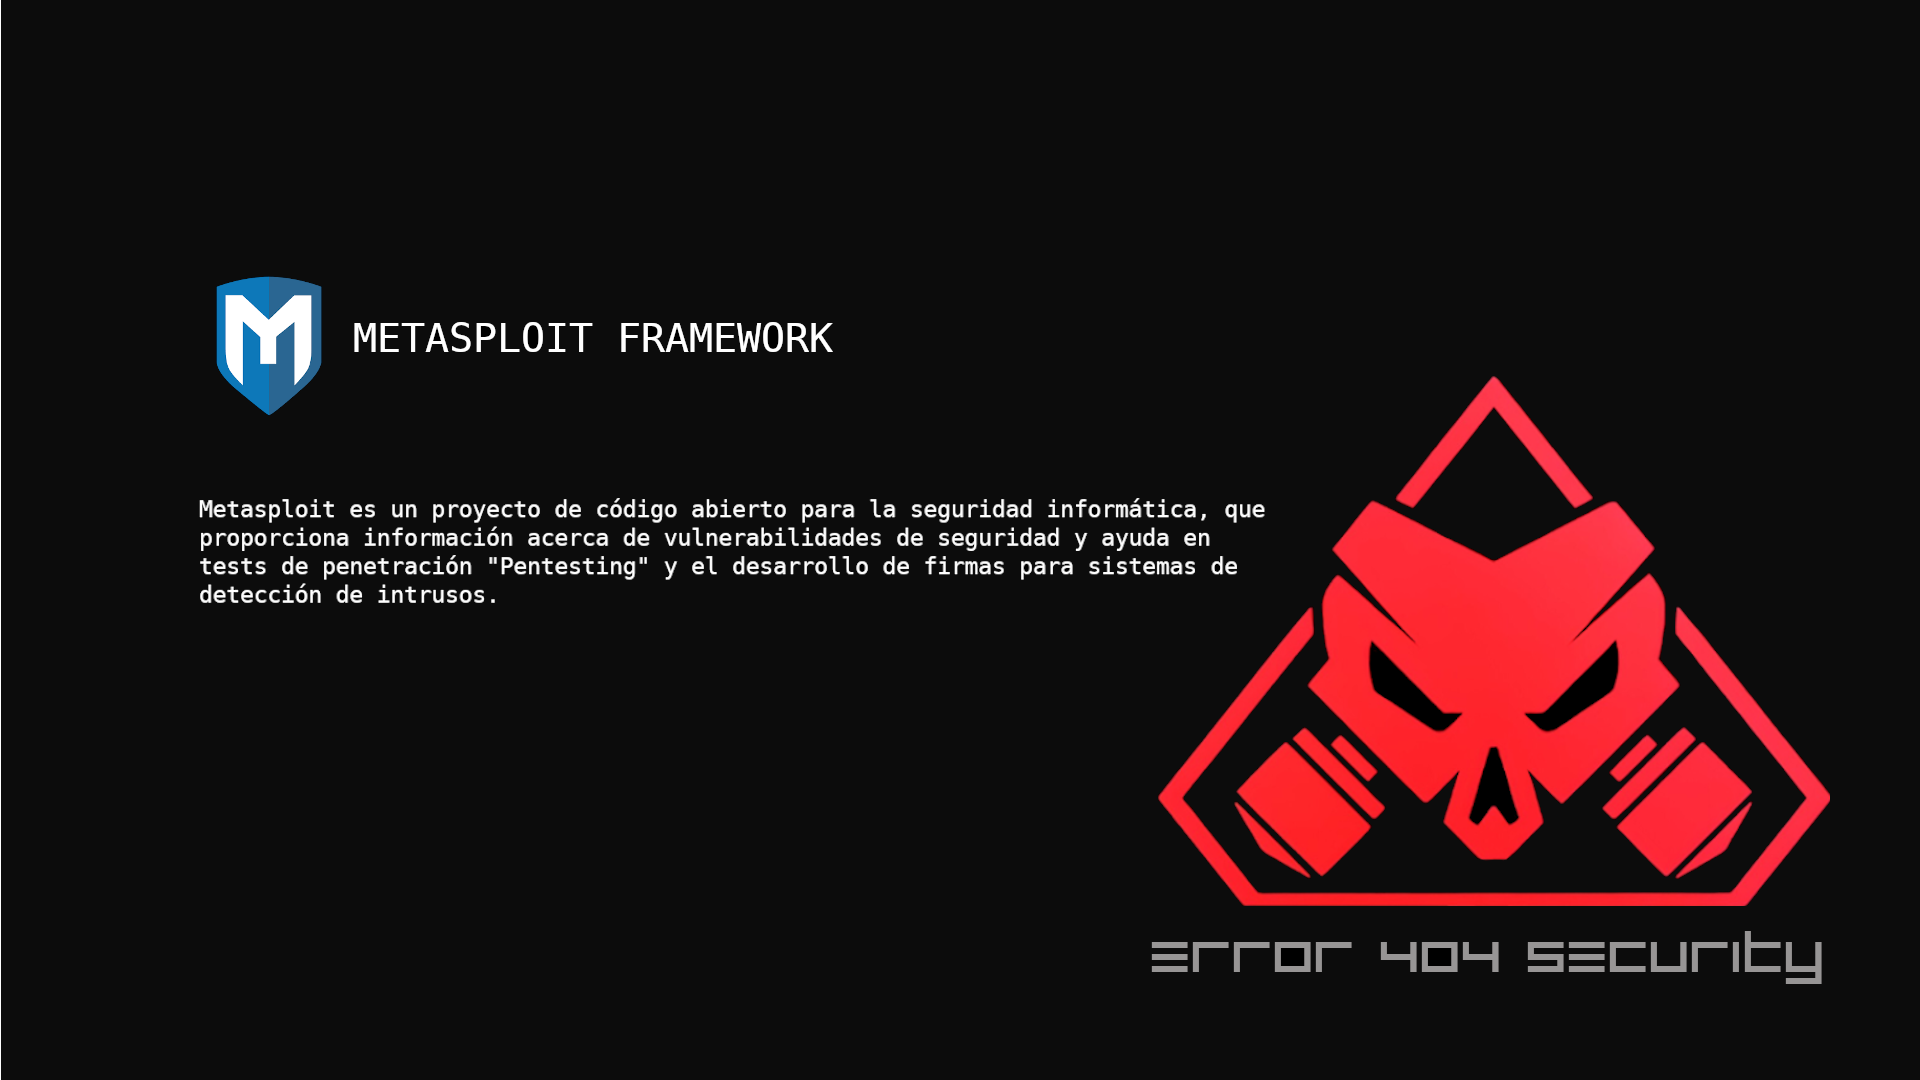 METASPLOIT FRAMEWORK
Metasploit es un proyecto de código abierto para la seguridad informática, que
proporciona información acerca de vulnerabilidades de seguridad y ayuda en
tests de penetración "Pentesting" y el desarrollo de firmas para sistemas de
detección de intrusos.
Error 404 Security